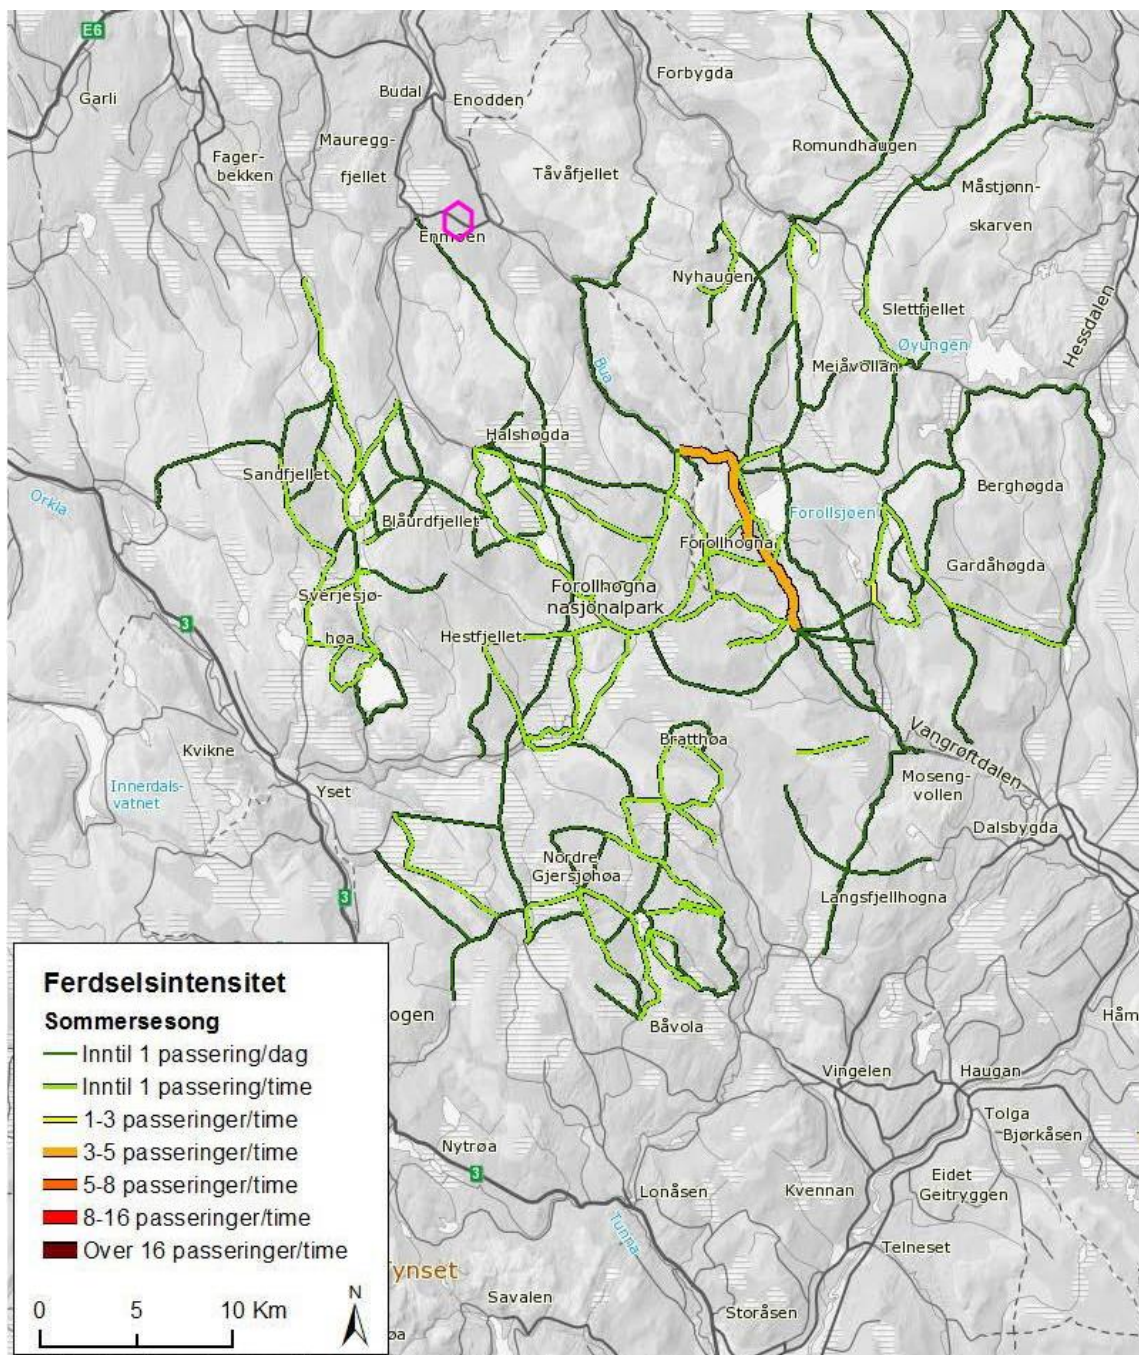 E6
Garli
Budal
Enodden
Forbygda
Mauregg-
fjellet
Romundhaugen
Fager-
bekken
Tåvåfjellet
Måstjønn-
skarven
Enmoen
Nyhaugen
Slettfjellet
Hessdalen
Øyungen
Bua
Meiåvollan
Halshøgda
Sandfjellet
Berghøgda
Orkla
Blåurdfjellet
Forollsjøen
Forollhogna
Gardåhøgda
Forollhogna
nasjonalpark
Sverjesjø-
høa
3
Hestfjellet
Bratthøa
Vangrøftdalen
Kvikne
Moseng-
vollen
Innerdals-
vatnet
Yset
Dalsbygda
Nordre
Gjersjøhøa
3
Langsfjellhogna
Ferdselsintensitet
Sommersesong
Inntil 1 passering/dag
Inntil 1 passering/time
1-3 passeringer/time
3-5 passeringer/time
5-8 passeringer/time
8-16 passeringer/time
Over 16 passeringer/time
0 5 10 Km
N
ogen
Båvola
Håm
Vingelen
Haugan
Tolga
Bjørkåsen
Nytrøa
3
Lonåsen
Kvennan
Eidet
Geitryggen
Tunna
Telneset
ynset
Savalen
Storåsen
øa